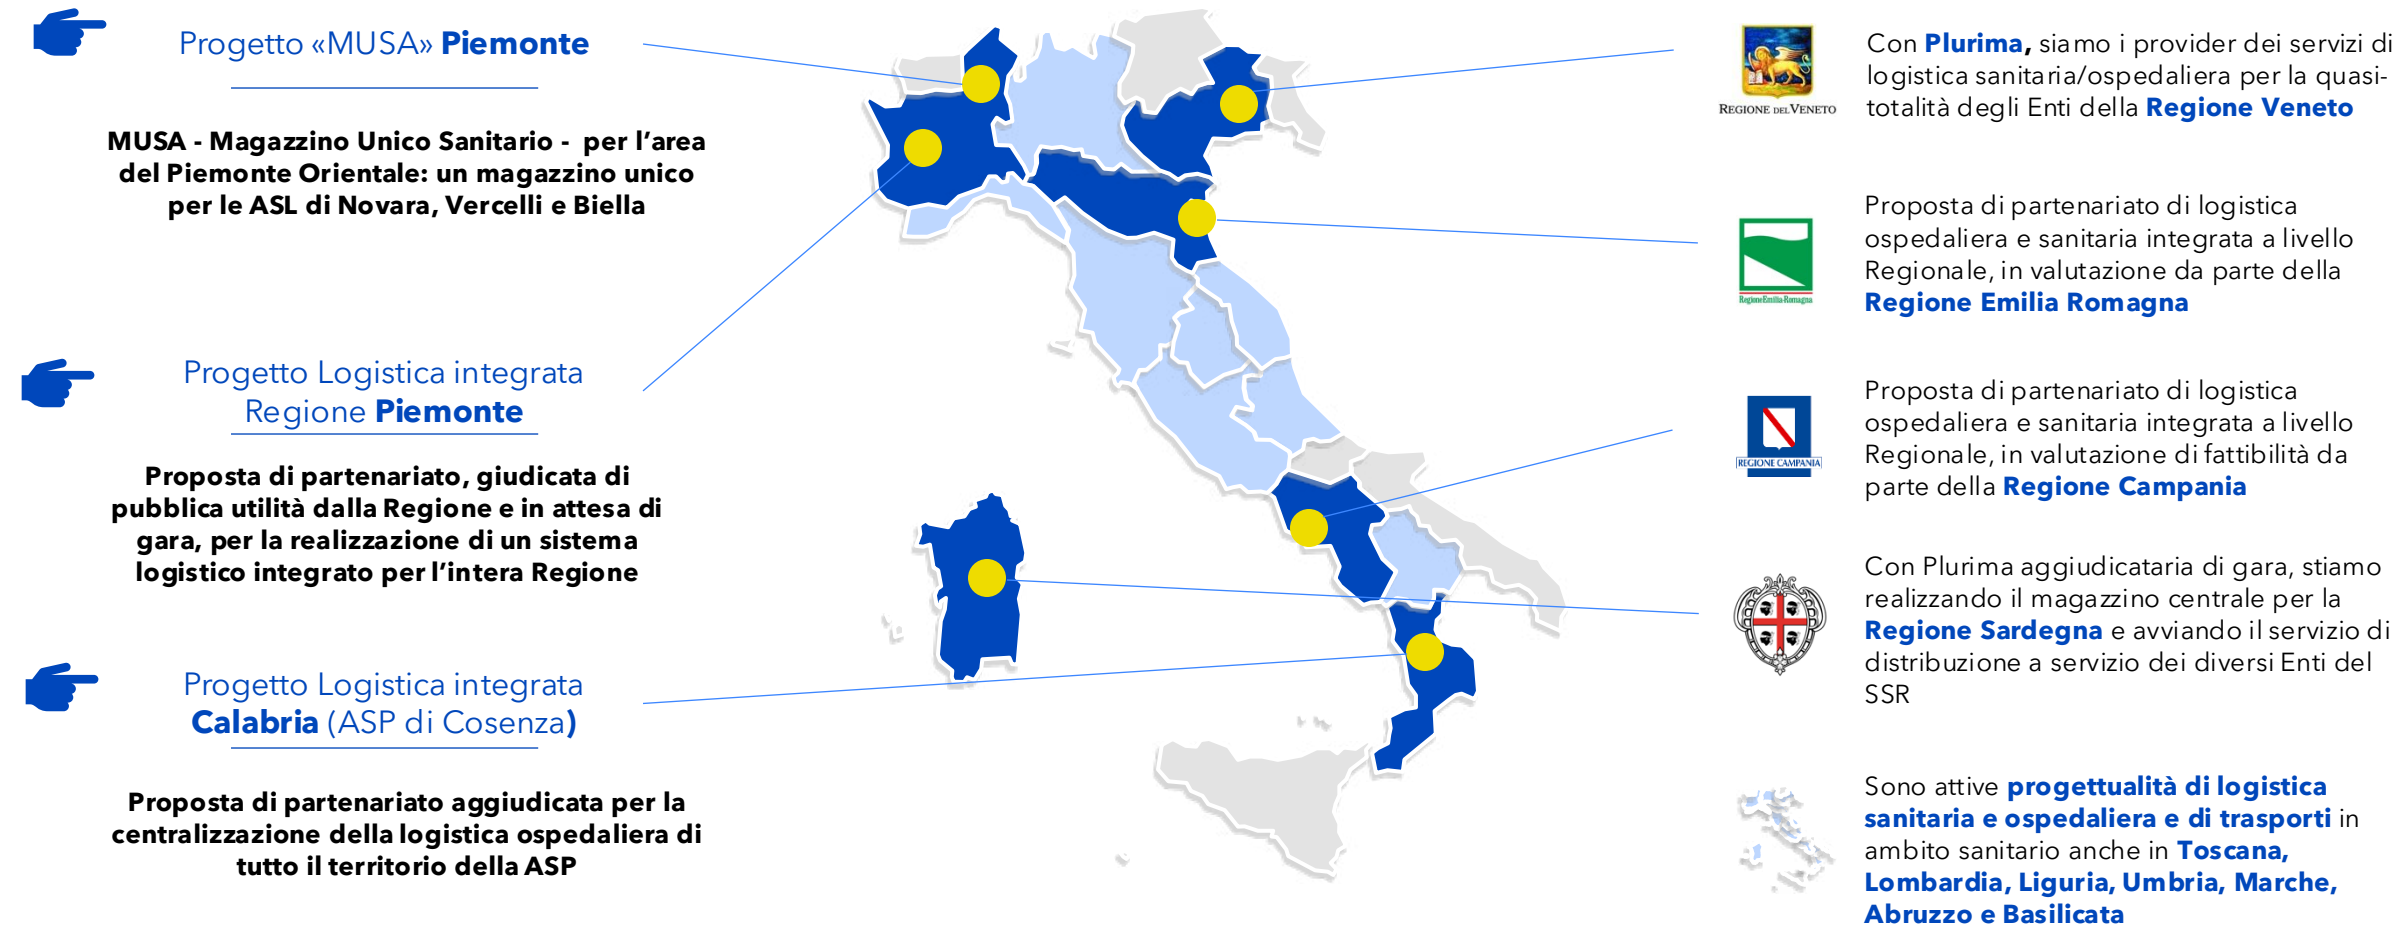 Progetto «MUSA» Piemonte
MUSA - Magazzino Unico Sanitario - per l’area
del Piemonte Orientale: un magazzino unico
per le ASL di Novara, Vercelli e Biella
Progetto Logistica integrata
Regione Piemonte
Proposta di partenariato, giudicata di
pubblica utilità dalla Regione e in attesa di
gara, per la realizzazione di un sistema
logistico integrato per l’intera Regione
Progetto Logistica integrata
Calabria (ASP di Cosenza)
Proposta di partenariato aggiudicata per la
centralizzazione della logistica ospedaliera di
tutto il territorio della ASP
REGIONE DEL VENETO
Con Plurima, siamo i provider dei servizi di
logistica sanitaria/ospedaliera per la quasi-
totalità degli Enti della Regione Veneto
RegioneEmilia-Romagna
Proposta di partenariato di logistica
ospedaliera e sanitaria integrata a livello
Regionale, in valutazione da parte della
Regione Emilia Romagna
REGIONE CAMPANIA
Proposta di partenariato di logistica
ospedaliera e sanitaria integrata a livello
Regionale, in valutazione di fattibilità da
parte della Regione Campania
Con Plurima aggiudicataria di gara, stiamo
realizzando il magazzino centrale per la
Regione Sardegna e avviando il servizio di
distribuzione a servizio dei diversi Enti del
SSR
Sono attive progettualità di logistica
sanitaria e ospedaliera e di trasporti in
ambito sanitario anche in Toscana,
Lombardia, Liguria, Umbria, Marche,
Abruzzo e Basilicata